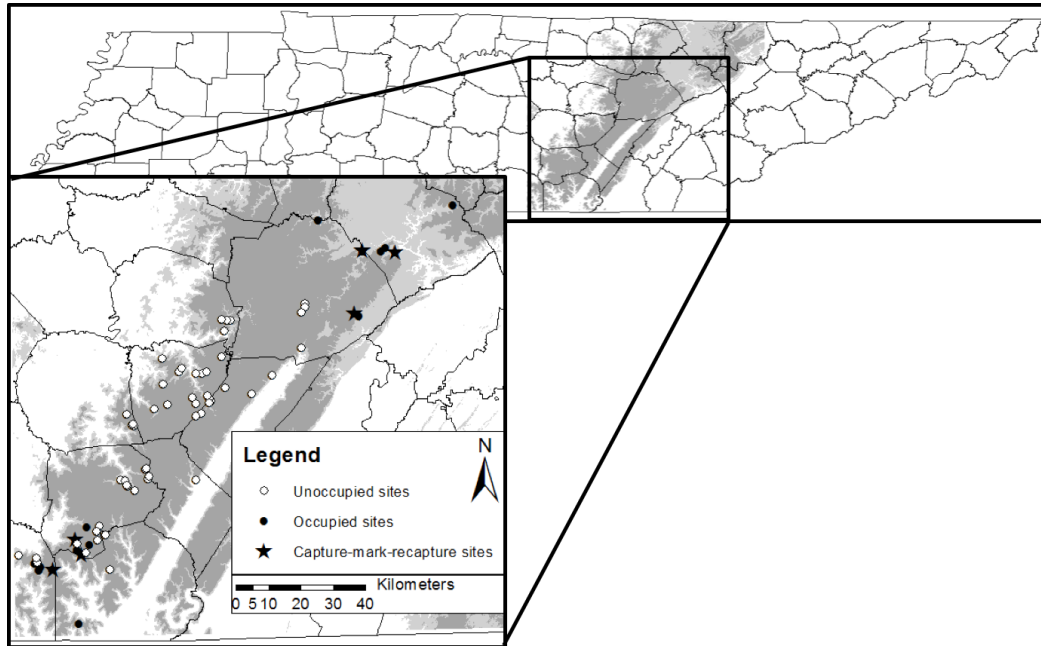 N
Legend
Unoccupied sites
Occupied sites
Capture-mark-recapture sites
Kilometers
0 5 10 20 30 40